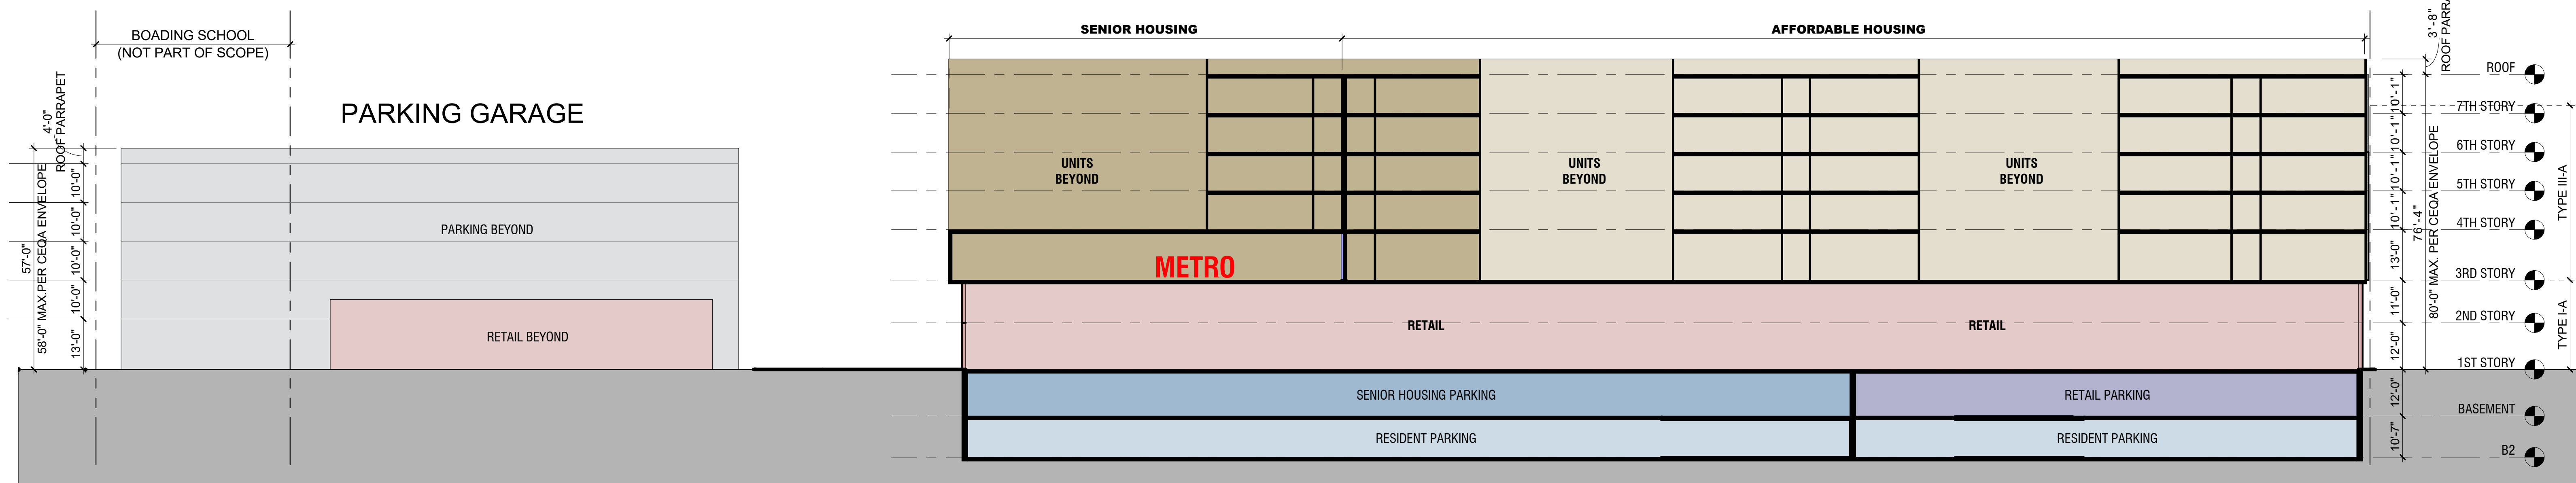 BOADING SCHOOL
(NOT PART OF SCOPE)
PARKING GARAGE
4'-0"
ROOF PARRAPET
10'-0"
10'-0"
10'-0"
10'-0"
13'-0"
57'-0"
58'-0" MAX.PER CEQA ENVELOPE
PARKING BEYOND
RETAIL BEYOND
SENIOR HOUSING
AFFORDABLE HOUSING
UNITS
BEYOND
UNITS
BEYOND
UNITS
BEYOND
METRO
RETAIL
RETAIL
SENIOR HOUSING PARKING
RETAIL PARKING
RESIDENT PARKING
RESIDENT PARKING
3'-8"
ROOF PARRA
10'-1"
10'-1"
10'-1"
10'-1"
13'-0"
11'-0"
12'-0"
12'-0"
10'-7"
76'-4"
80'-0" MAX. PER CEQA ENVELOPE
ROOF
7TH STORY
6TH STORY
5TH STORY
4TH STORY
3RD STORY
2ND STORY
1ST STORY
BASEMENT
B2
TYPE III-A
TYPE I-A